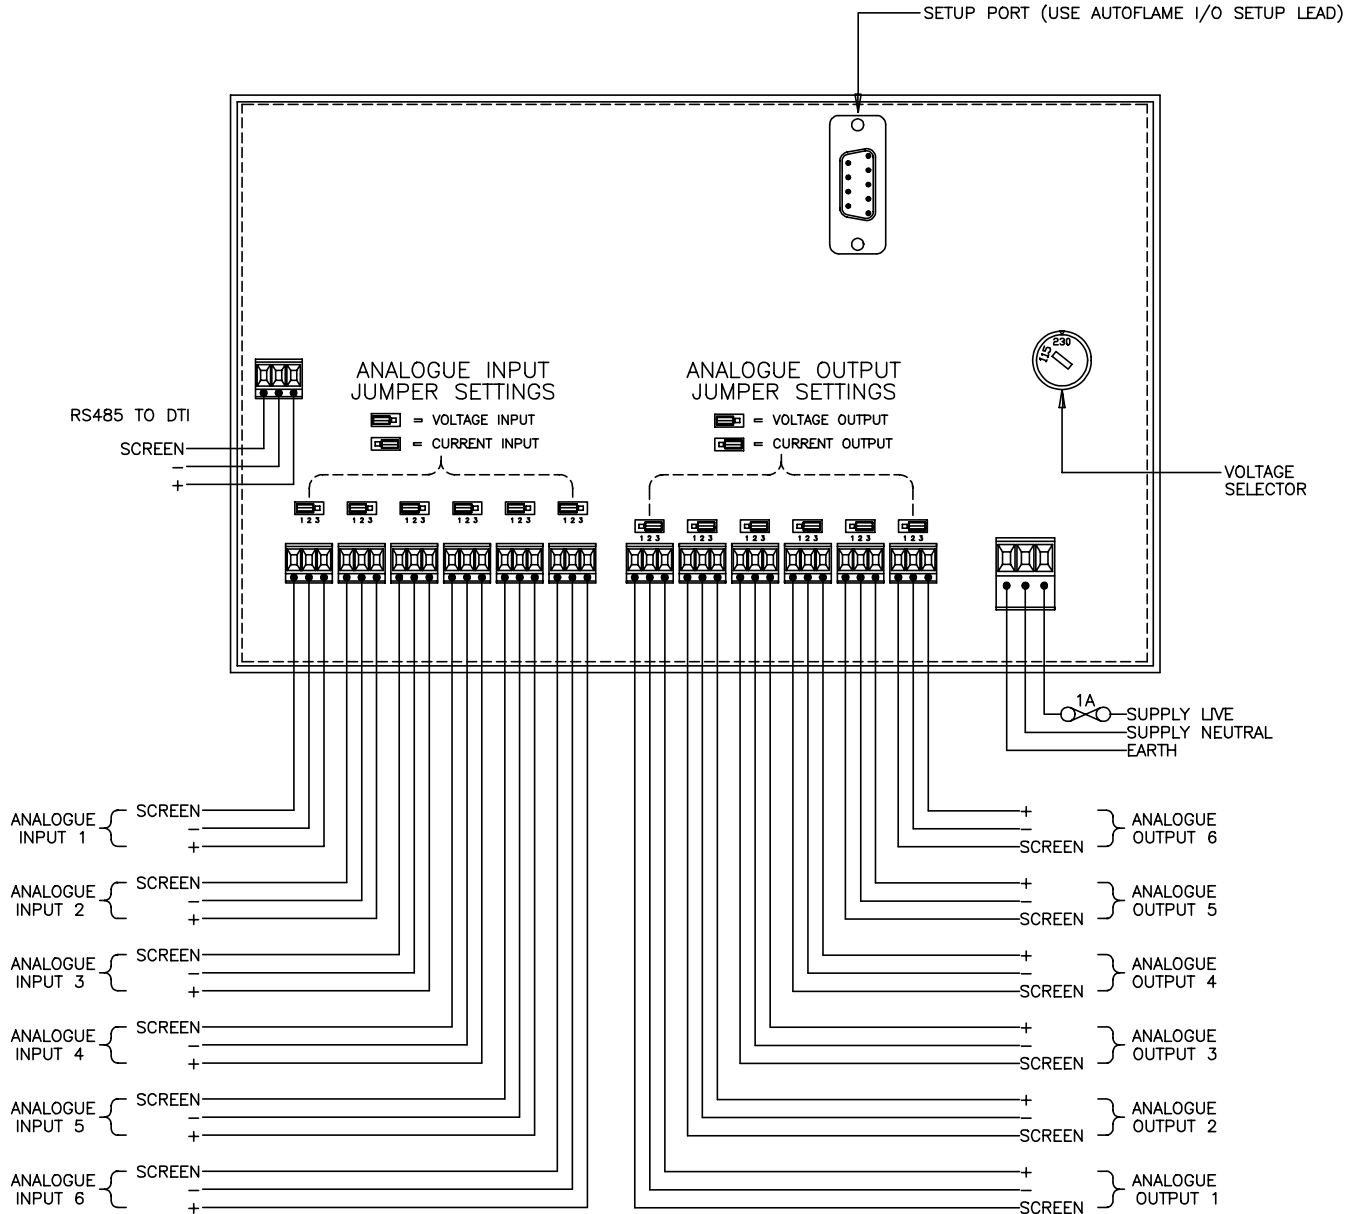 SETUP PORT (USE AUTOFLAME I/O SETUP LEAD)
115
230
ANALOGUE INPUT
JUMPER SETTINGS
= VOLTAGE INPUT
= CURRENT INPUT
ANALOGUE OUTPUT
JUMPER SETTINGS
= VOLTAGE OUTPUT
= CURRENT OUTPUT
RS485 TO DTI
SCREEN
−
+
VOLTAGE
SELECTOR
1 2 3
1 2 3
1 2 3
1 2 3
1 2 3
1 2 3
1 2 3
1 2 3
1 2 3
1 2 3
1 2 3
1 2 3
1A
SUPPLY LIVE
SUPPLY NEUTRAL
EARTH
ANALOGUE
INPUT 1
SCREEN
−
+
ANALOGUE
INPUT 2
SCREEN
−
+
ANALOGUE
INPUT 3
SCREEN
−
+
ANALOGUE
INPUT 4
SCREEN
−
+
ANALOGUE
INPUT 5
SCREEN
−
+
ANALOGUE
INPUT 6
SCREEN
−
+
+
−
SCREEN
ANALOGUE
OUTPUT 6
+
−
SCREEN
ANALOGUE
OUTPUT 5
+
−
SCREEN
ANALOGUE
OUTPUT 4
+
−
SCREEN
ANALOGUE
OUTPUT 3
+
−
SCREEN
ANALOGUE
OUTPUT 2
+
−
SCREEN
ANALOGUE
OUTPUT 1